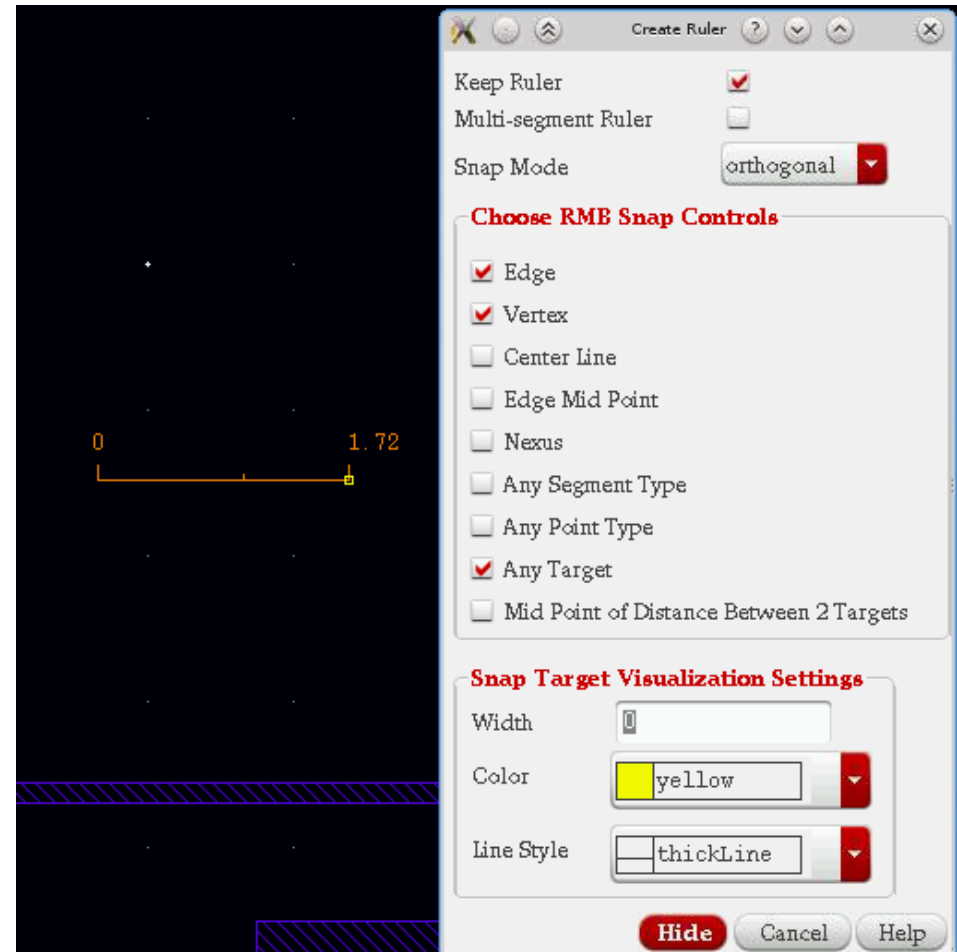 Create Ruler
Keep Ruler
Multi-segment Ruler
Snap Mode orthogonal
Choose RMB Snap Controls
Edge
Vertex
Center Line
Edge Mid Point
Nexus
Any Segment Type
Any Point Type
Any Target
Mid Point of Distance Between 2 Targets
Snap Target Visualization Settings
Width 0
Color yellow
Line Style thickLine
Hide Cancel Help
0 1.72